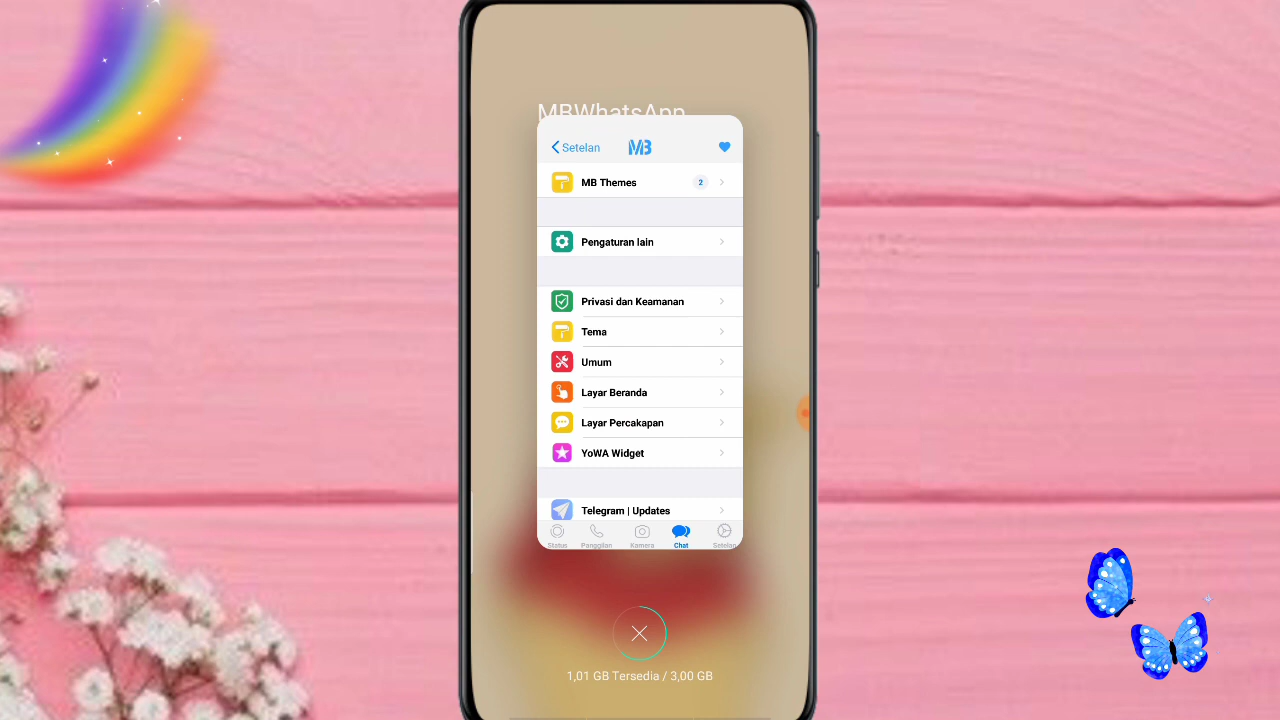 MBWhatsApp
Setelan
MB
MB Themes 2
Pengaturan lain
Privasi dan Keamanan
Tema
Umum
Layar Beranda
Layar Percakapan
YoWA Widget
Telegram | Updates
Status Panggilan Kamera Chat Setelan
1,01 GB Tersedia / 3,00 GB